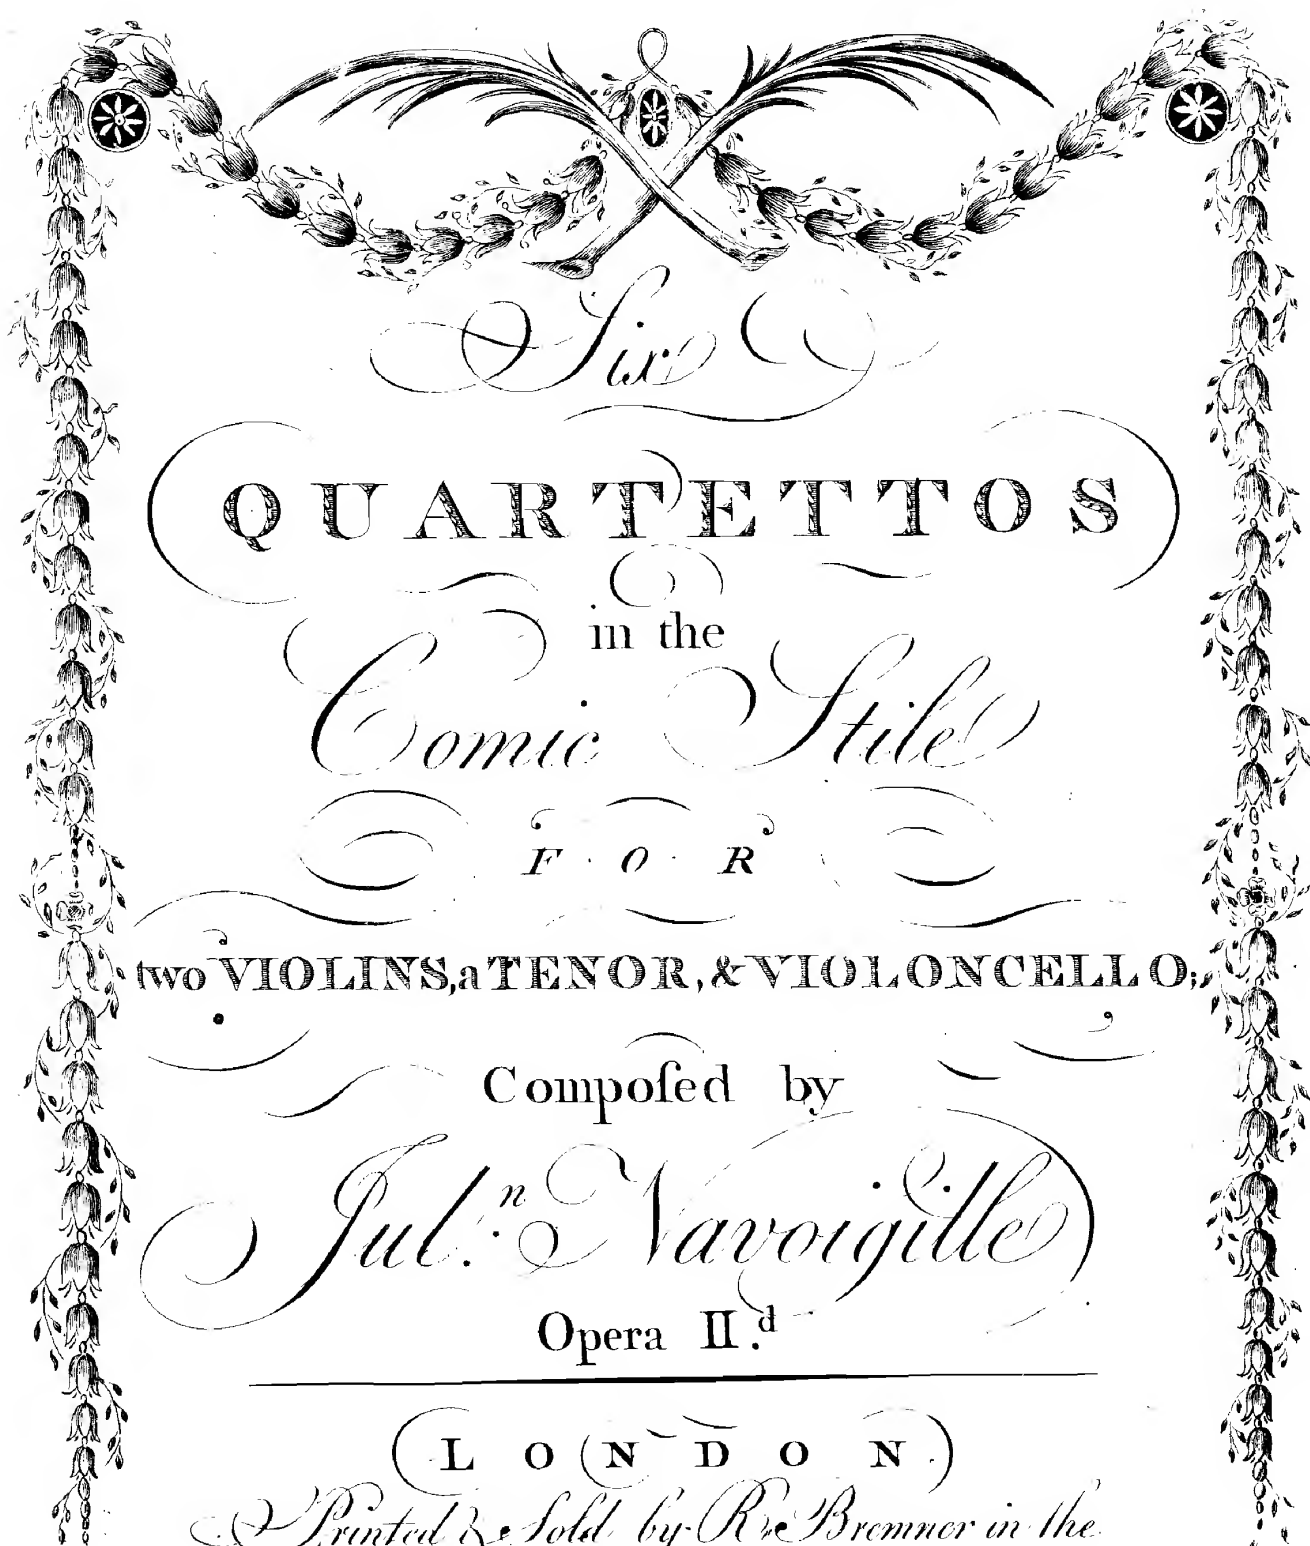 Six
QUARTETTOS
in the
Comic Stile
FOR
two VIOLINS, a TENOR, & VIOLONCELLO;
Compoſed by
Jul.n Navoigille
Opera II.d
LONDON
Printed & Sold by R. Bremner in the